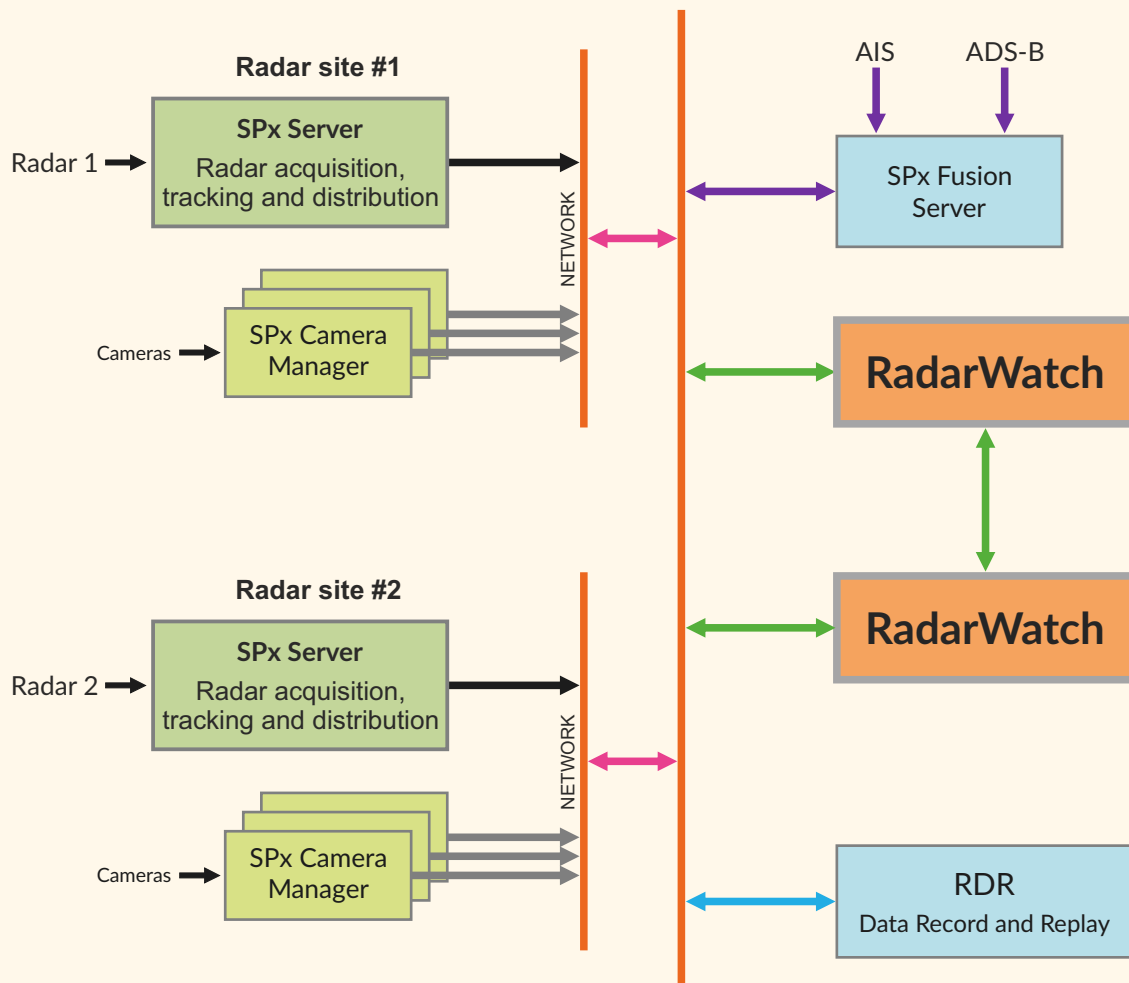 Radar site #1
SPx Server
Radar acquisition,
tracking and distribution
Radar 1
NETWORK
SPx Camera
Manager
Cameras
AIS
ADS-B
SPx Fusion
Server
RadarWatch
Radar site #2
SPx Server
Radar acquisition,
tracking and distribution
Radar 2
NETWORK
SPx Camera
Manager
Cameras
RadarWatch
RDR
Data Record and Replay